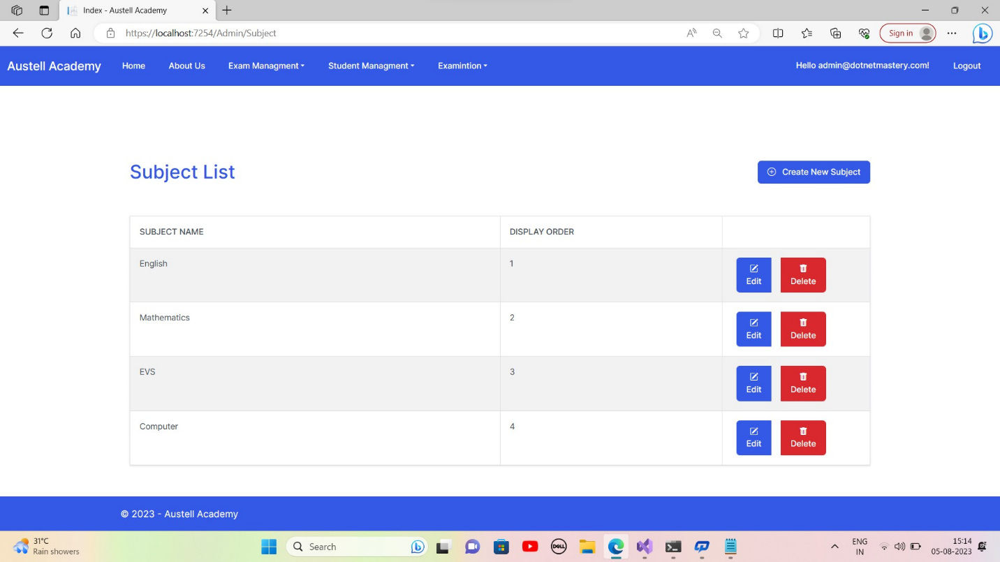 Index - Austell Academy
https://localhost:7254/Admin/Subject
A
Sign in
Austell Academy
Home
About Us
Exam Managment
Student Managment
Examintion
Hello admin@dotnetmastery.com!
Logout
Subject List
Create New Subject
SUBJECT NAME
DISPLAY ORDER
English
1
Edit
Delete
Mathematics
2
Edit
Delete
EVS
3
Edit
Delete
Computer
4
Edit
Delete
© 2023 - Austell Academy
31°C
Rain showers
Search
DELL
ENG
IN
15:14
05-08-2023